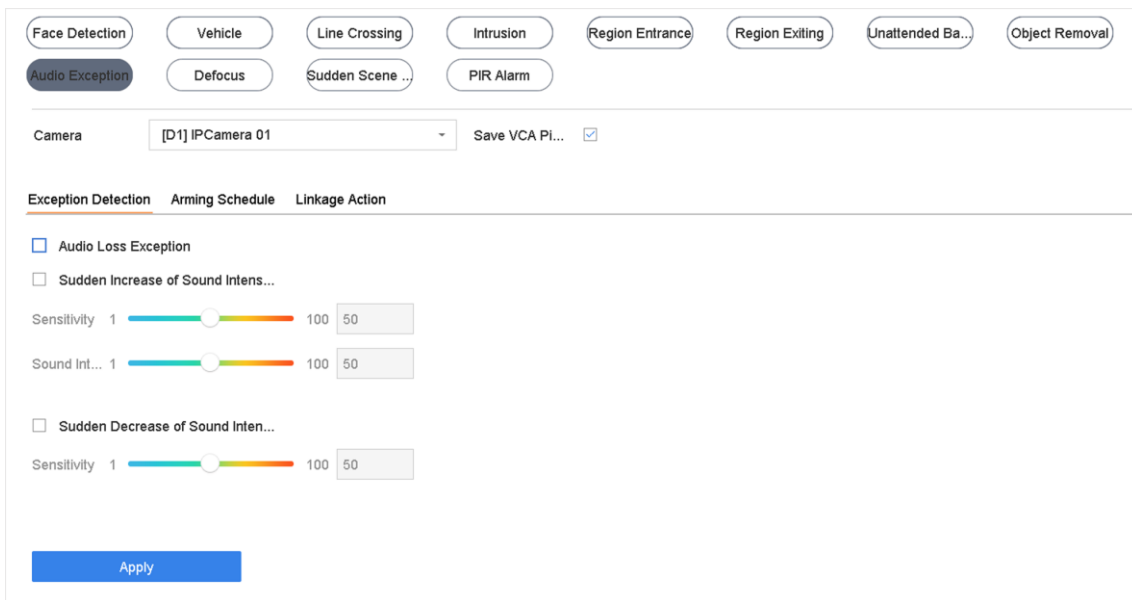 Face Detection Vehicle Line Crossing Intrusion Region Entrance Region Exiting Unattended Ba... Object Removal
Audio Exception Defocus Sudden Scene ... PIR Alarm
Camera [D1] IPCamera 01 Save VCA Pi...
Exception Detection Arming Schedule Linkage Action
Audio Loss Exception
Sudden Increase of Sound Intens...
Sensitivity 1 100 50
Sound Int... 1 100 50
Sudden Decrease of Sound Inten...
Sensitivity 1 100 50
Apply